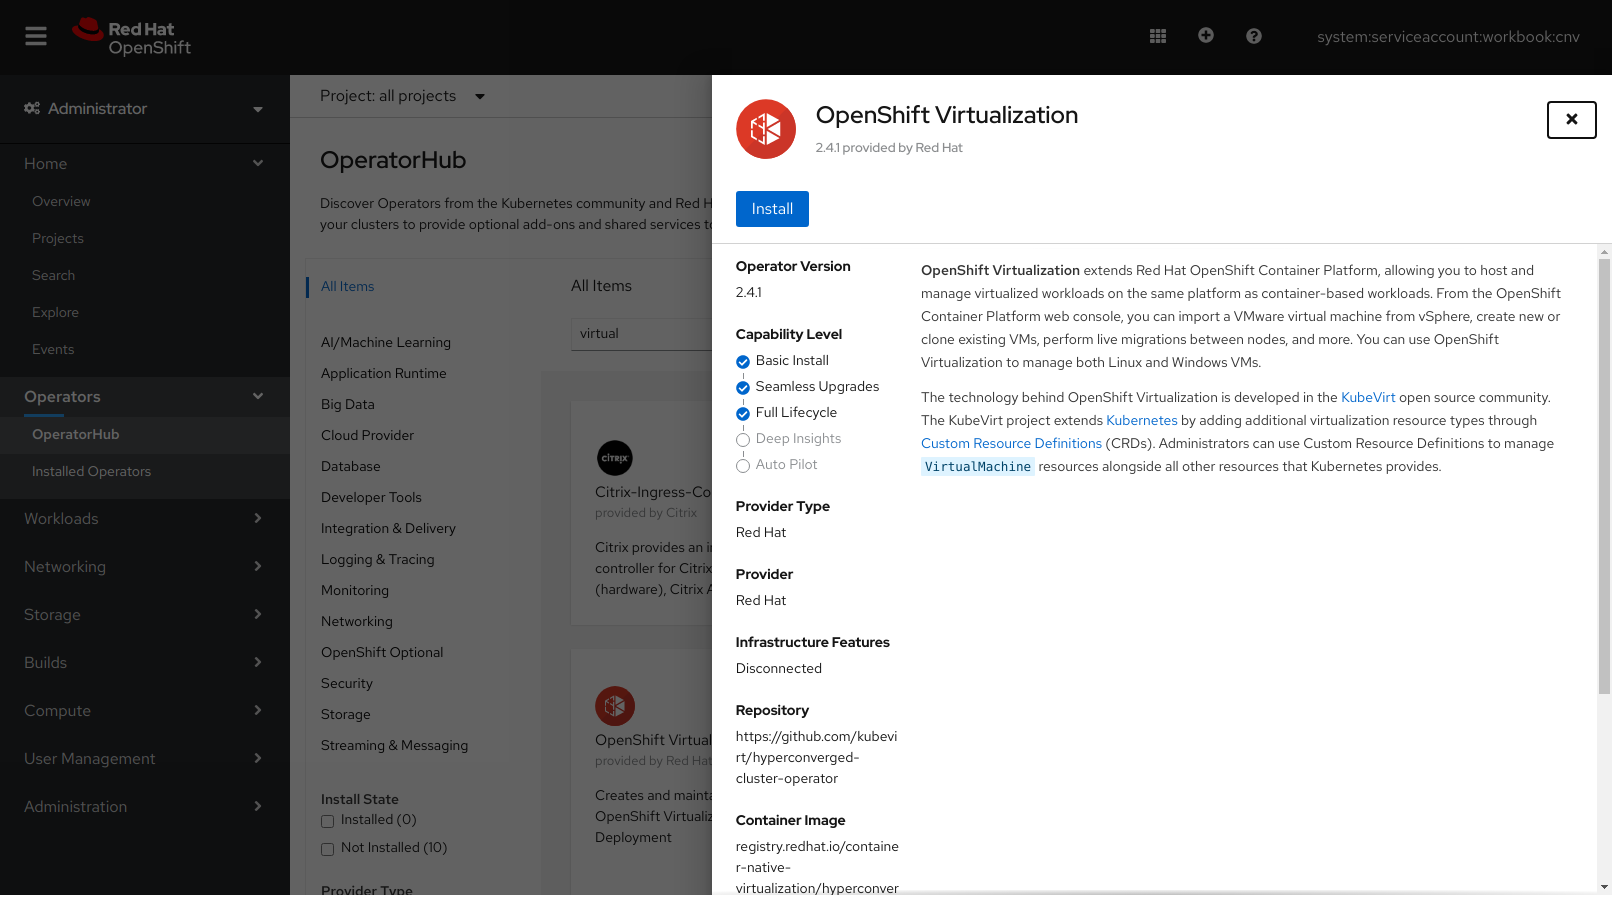 Red Hat
OpenShift
system:serviceaccount:workbook:cnv
Administrator
Home
Overview
Projects
Search
Explore
Events
Operators
OperatorHub
Installed Operators
Workloads
Networking
Storage
Builds
Compute
User Management
Administration
Project: all projects
OperatorHub
Discover Operators from the Kubernetes community and Red H
your clusters to provide optional add-ons and shared services to
All Items
AI/Machine Learning
Application Runtime
Big Data
Cloud Provider
Database
Developer Tools
Integration & Delivery
Logging & Tracing
Monitoring
Networking
OpenShift Optional
Security
Storage
Streaming & Messaging
Install State
Installed (0)
Not Installed (10)
Provider Type
All Items
virtual
CITRIX
Citrix-Ingress-Co
provided by Citrix
Citrix provides an i
controller for Citrix
(hardware), Citrix A
OpenShift Virtual
provided by Red Hat
Creates and mainta
OpenShift Virtualiz
Deployment
OpenShift Virtualization
2.4.1 provided by Red Hat
Install
Operator Version
2.4.1
Capability Level
Basic Install
Seamless Upgrades
Full Lifecycle
Deep Insights
Auto Pilot
Provider Type
Red Hat
Provider
Red Hat
Infrastructure Features
Disconnected
Repository
https://github.com/kubevi
rt/hyperconverged-
cluster-operator
Container Image
registry.redhat.io/containe
r-native-
virtualization/hyperconver
OpenShift Virtualization extends Red Hat OpenShift Container Platform, allowing you to host and
manage virtualized workloads on the same platform as container-based workloads. From the OpenShift
Container Platform web console, you can import a VMware virtual machine from vSphere, create new or
clone existing VMs, perform live migrations between nodes, and more. You can use OpenShift
Virtualization to manage both Linux and Windows VMs.
The technology behind OpenShift Virtualization is developed in the KubeVirt open source community.
The KubeVirt project extends Kubernetes by adding additional virtualization resource types through
Custom Resource Definitions (CRDs). Administrators can use Custom Resource Definitions to manage
VirtualMachine resources alongside all other resources that Kubernetes provides.